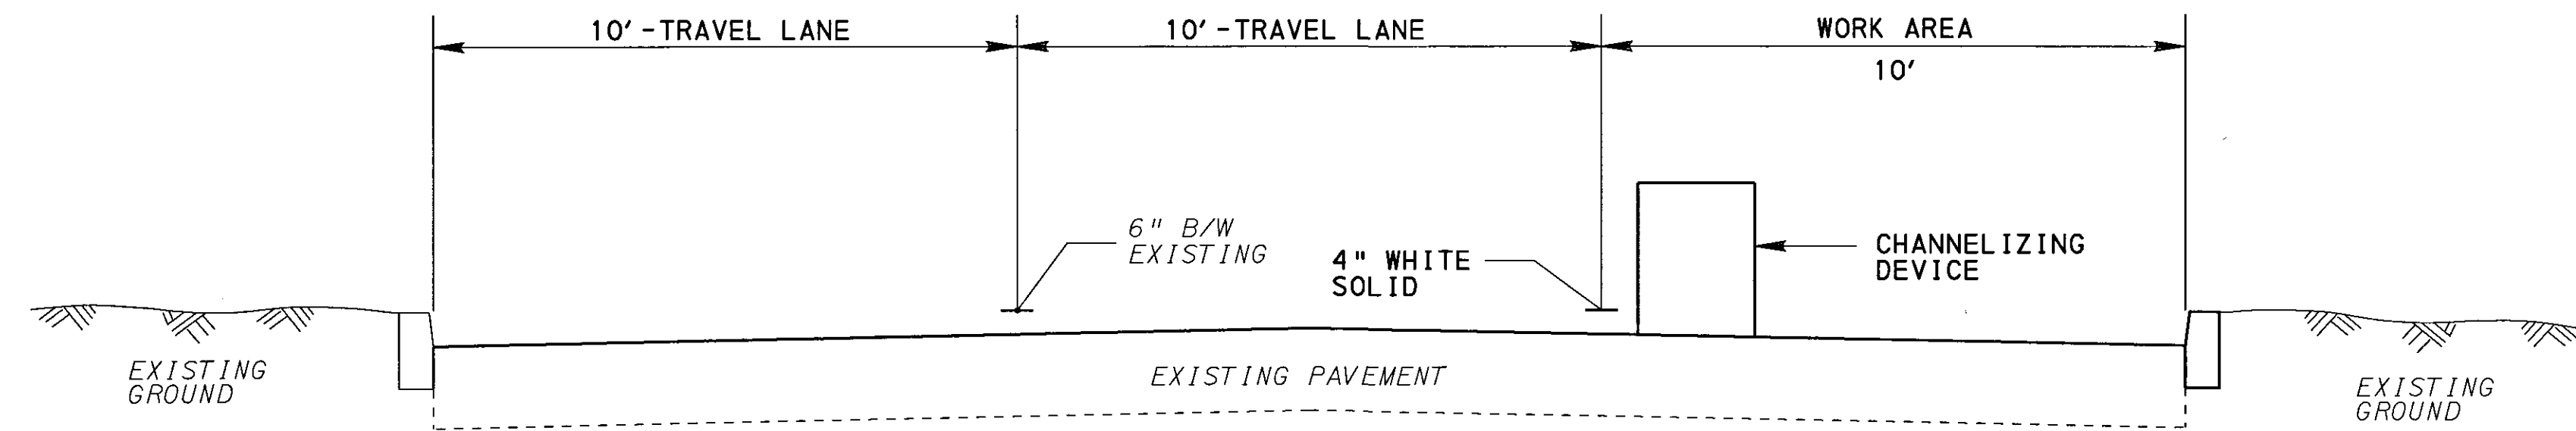 10'-TRAVEL LANE
10'-TRAVEL LANE
WORK AREA
10'
6" B/W
EXISTING
4" WHITE
SOLID
CHANNELIZING
DEVICE
EXISTING
GROUND
EXISTING PAVEMENT
EXISTING
GROUND